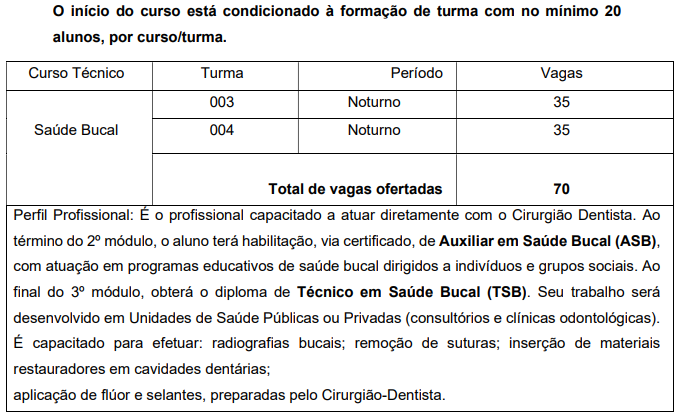 O início do curso está condicionado à formação de turma com no mínimo 20
alunos, por curso/turma.
Curso Técnico Turma Período Vagas
003 Noturno 35
Saúde Bucal 004 Noturno 35
Total de vagas ofertadas 70
Perfil Profissional: É o profissional capacitado a atuar diretamente com o Cirurgião Dentista. Ao
término do 2º módulo, o aluno terá habilitação, via certificado, de Auxiliar em Saúde Bucal (ASB),
com atuação em programas educativos de saúde bucal dirigidos a indivíduos e grupos sociais. Ao
final do 3º módulo, obterá o diploma de Técnico em Saúde Bucal (TSB). Seu trabalho será
desenvolvido em Unidades de Saúde Públicas ou Privadas (consultórios e clínicas odontológicas).
É capacitado para efetuar: radiografias bucais; remoção de suturas; inserção de materiais
restauradores em cavidades dentárias;
aplicação de flúor e selantes, preparadas pelo Cirurgião-Dentista.